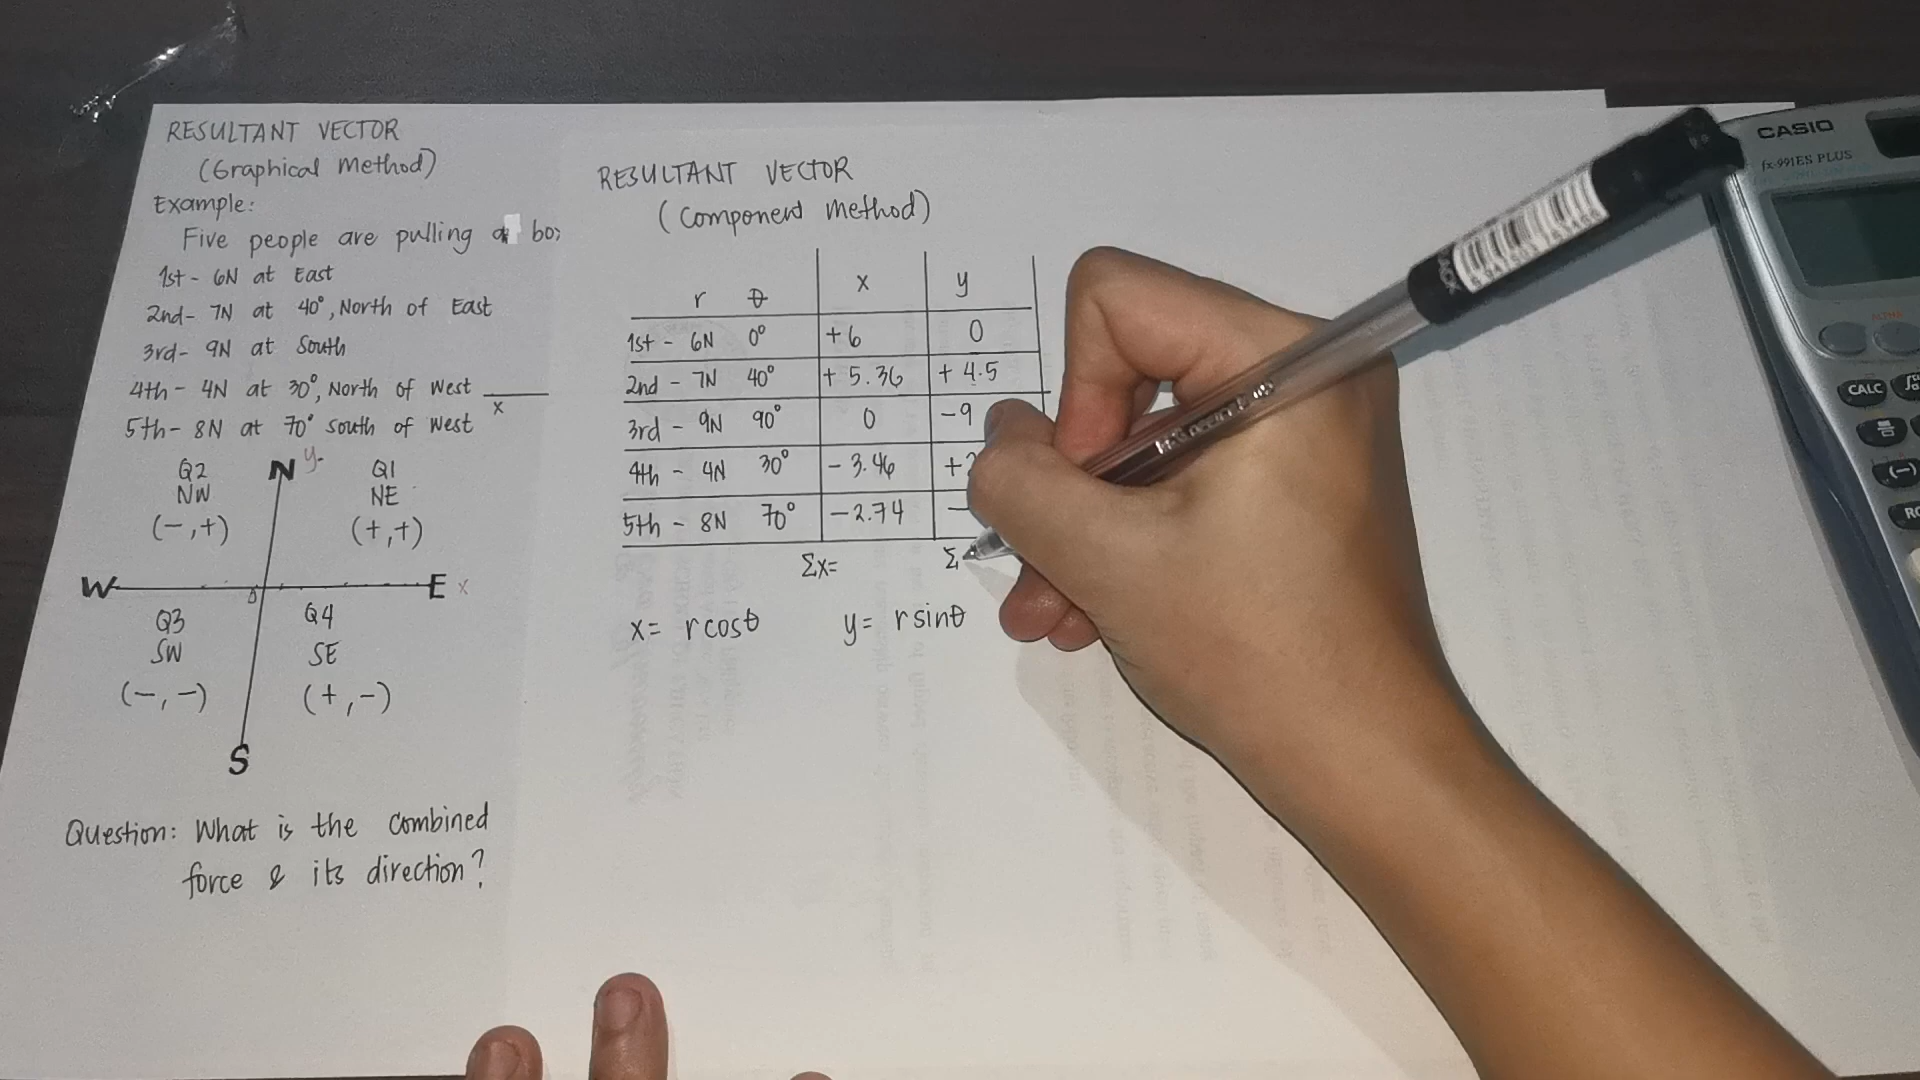 RESULTANT VECTOR
(Graphical Method)
Example:
Five people are pulling a
1st - 6N at East
2nd- 7N at 40°, North of East
3rd- 9N at South
4th - 4N at 30°, North of West
x
5th- 8N at 70° South of West
Q2
NW
(-,+)
N y
Q1
NE
(+,+)
W
E x
Q3
SW
(-,-)
Q4
SE
(+,-)
S
Question: What is the combined
force & its direction?
RESULTANT VECTOR
(Component Method)
r θ x y
1st - 6N 0° +6 0
2nd - 7N 40° + 5.36 + 4.5
3rd - 9N 90° 0 -9
4th - 4N 30° - 3.46 +
5th - 8N 70° -2.74 -
Σx= Σ
x= rcosθ y= rsinθ
CASIO
fx-991ES PLUS
ALPHA
CALC
(-)